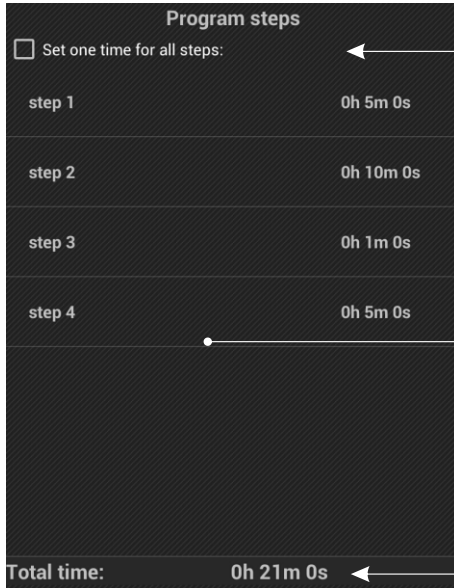 Program steps
Set one time for all steps:
step 1 0h 5m 0s
step 2 0h 10m 0s
step 3 0h 1m 0s
step 4 0h 5m 0s
Total time: 0h 21m 0s